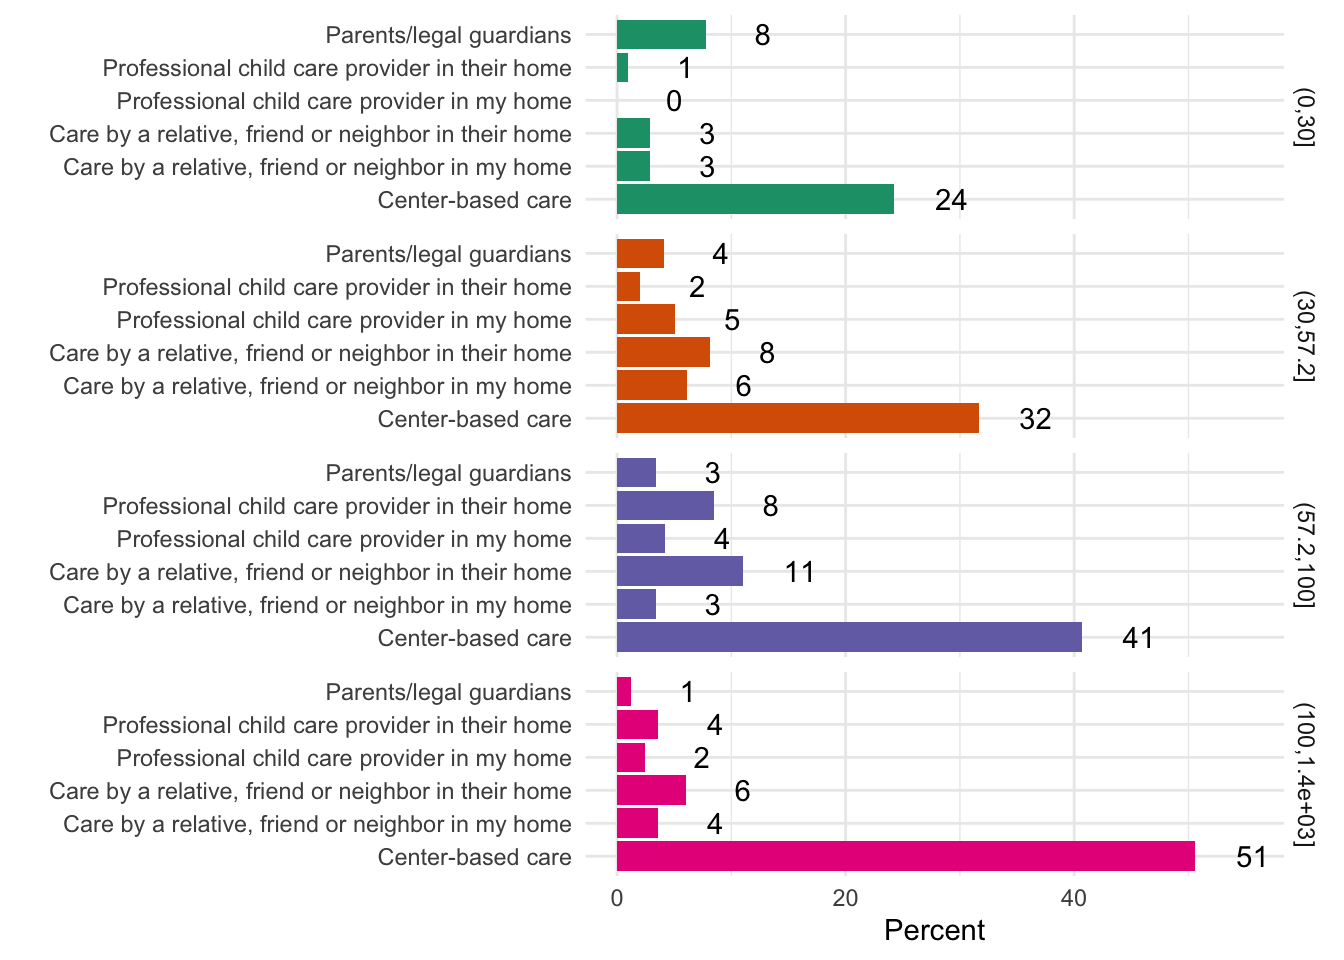 Parents/legal guardians 8
Professional child care provider in their home 1
Professional child care provider in my home 0
Care by a relative, friend or neighbor in their home 3
Care by a relative, friend or neighbor in my home 3
Center-based care 24
(0,30]
Parents/legal guardians 4
Professional child care provider in their home 2
Professional child care provider in my home 5
Care by a relative, friend or neighbor in their home 8
Care by a relative, friend or neighbor in my home 6
Center-based care 32
(30,57.2]
Parents/legal guardians 3
Professional child care provider in their home 8
Professional child care provider in my home 4
Care by a relative, friend or neighbor in their home 11
Care by a relative, friend or neighbor in my home 3
Center-based care 41
(57.2,100]
Parents/legal guardians 1
Professional child care provider in their home 4
Professional child care provider in my home 2
Care by a relative, friend or neighbor in their home 6
Care by a relative, friend or neighbor in my home 4
Center-based care 51
(100,1.4e+03]
0 20 40
Percent